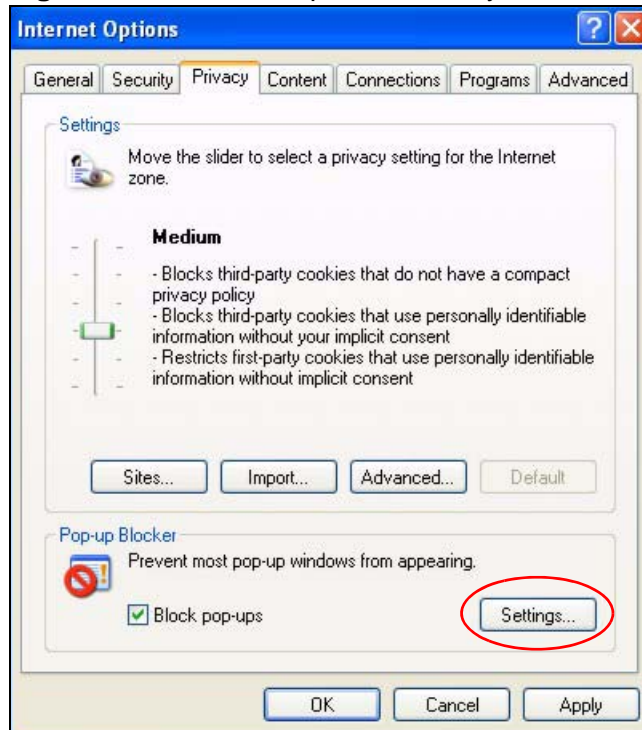 Internet Options
General Security Privacy Content Connections Programs Advanced
Settings
Move the slider to select a privacy setting for the Internet
zone.
Medium
- Blocks third-party cookies that do not have a compact
privacy policy
- Blocks third-party cookies that use personally identifiable
information without your implicit consent
- Restricts first-party cookies that use personally identifiable
information without implicit consent
Sites... Import... Advanced... Default
Pop-up Blocker
Prevent most pop-up windows from appearing.
Block pop-ups Settings...
OK Cancel Apply